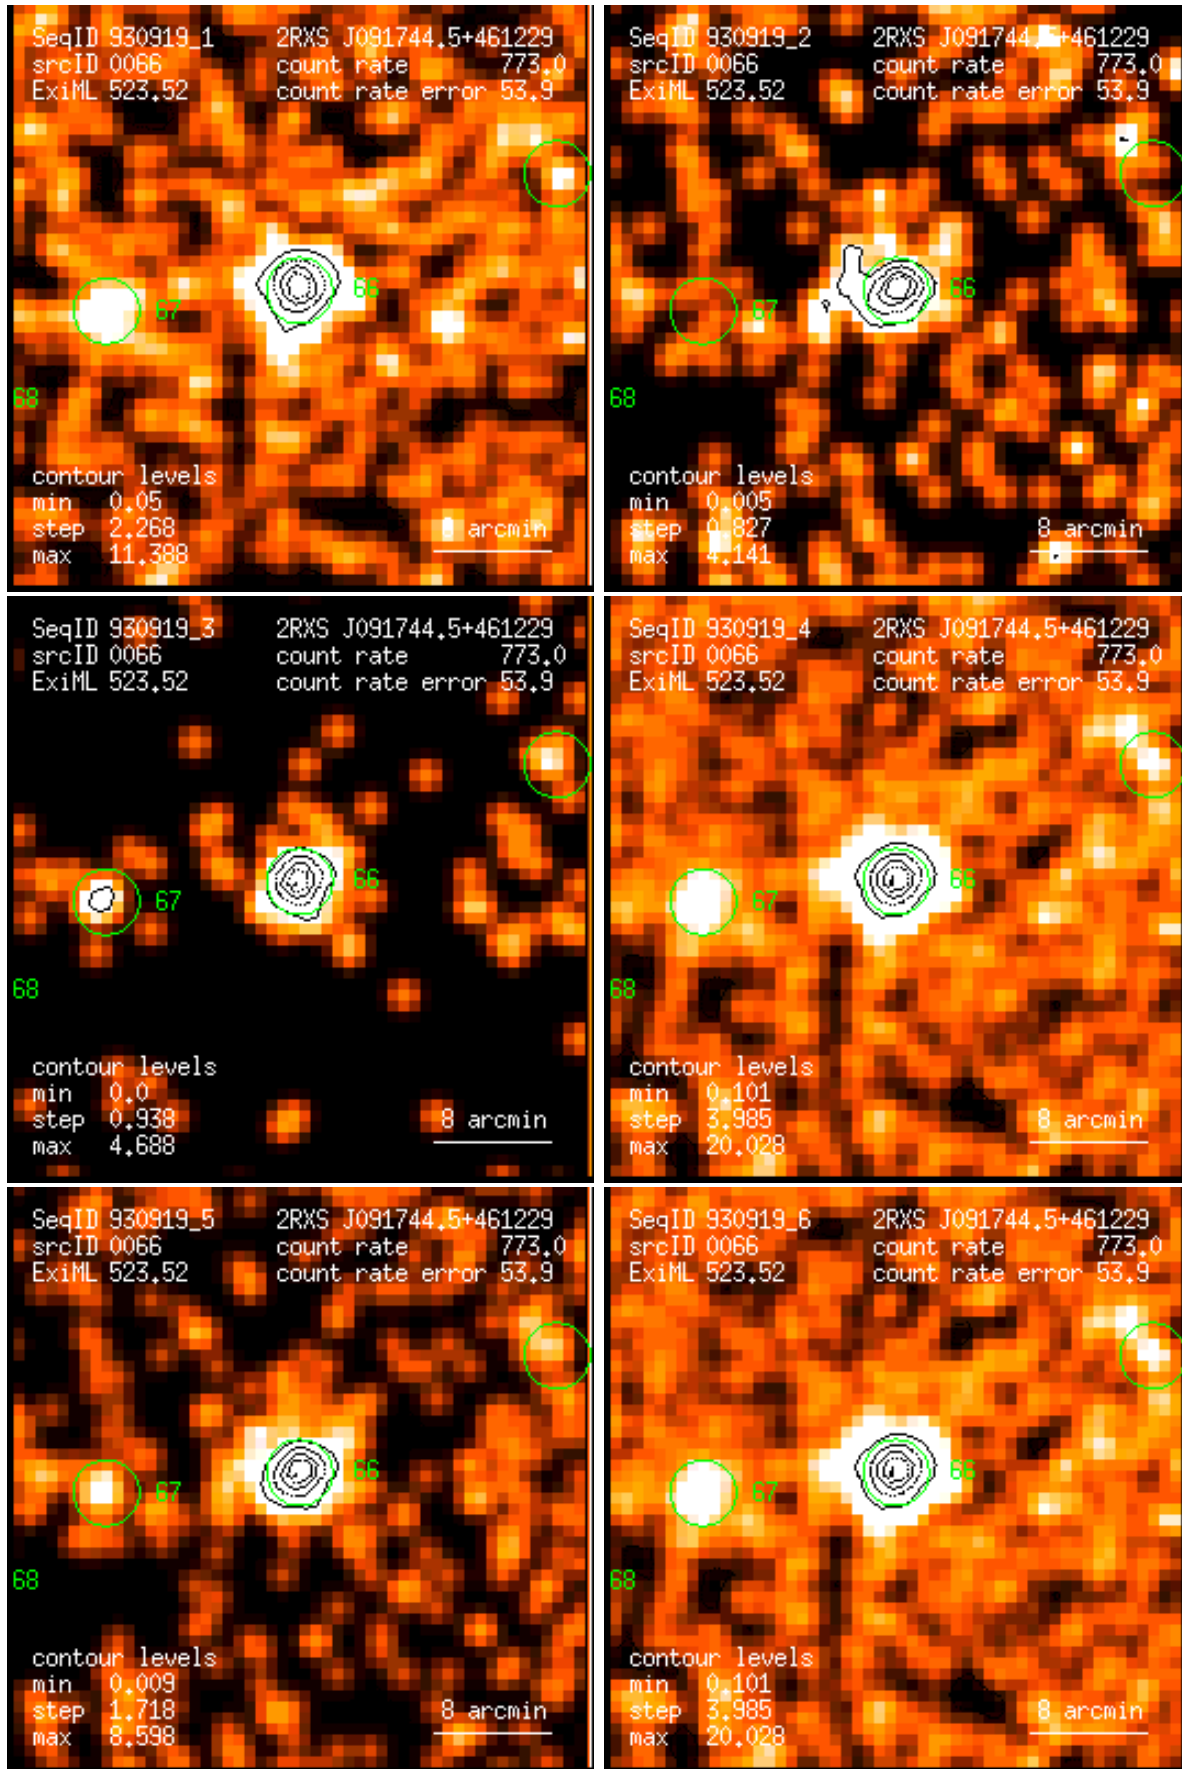 SeqID 930919_1 2RXS J091744.5+461229
srcID 0066 count rate 773.0
ExiML 523.52 count rate error 53.9
66
67
68
contour levels
min 0.05
step 2.268
max 11.388
8 arcmin
SeqID 930919_2 2RXS J091744.5+461229
srcID 0066 count rate 773.0
ExiML 523.52 count rate error 53.9
66
67
68
contour levels
min 0.005
step 0.827
max 4.141
8 arcmin
SeqID 930919_3 2RXS J091744.5+461229
srcID 0066 count rate 773.0
ExiML 523.52 count rate error 53.9
66
67
68
contour levels
min 0.0
step 0.938
max 4.688
8 arcmin
SeqID 930919_4 2RXS J091744.5+461229
srcID 0066 count rate 773.0
ExiML 523.52 count rate error 53.9
66
67
68
contour levels
min 0.101
step 3.985
max 20.028
8 arcmin
SeqID 930919_5 2RXS J091744.5+461229
srcID 0066 count rate 773.0
ExiML 523.52 count rate error 53.9
66
67
68
contour levels
min 0.009
step 1.718
max 8.598
8 arcmin
SeqID 930919_6 2RXS J091744.5+461229
srcID 0066 count rate 773.0
ExiML 523.52 count rate error 53.9
66
67
68
contour levels
min 0.101
step 3.985
max 20.028
8 arcmin